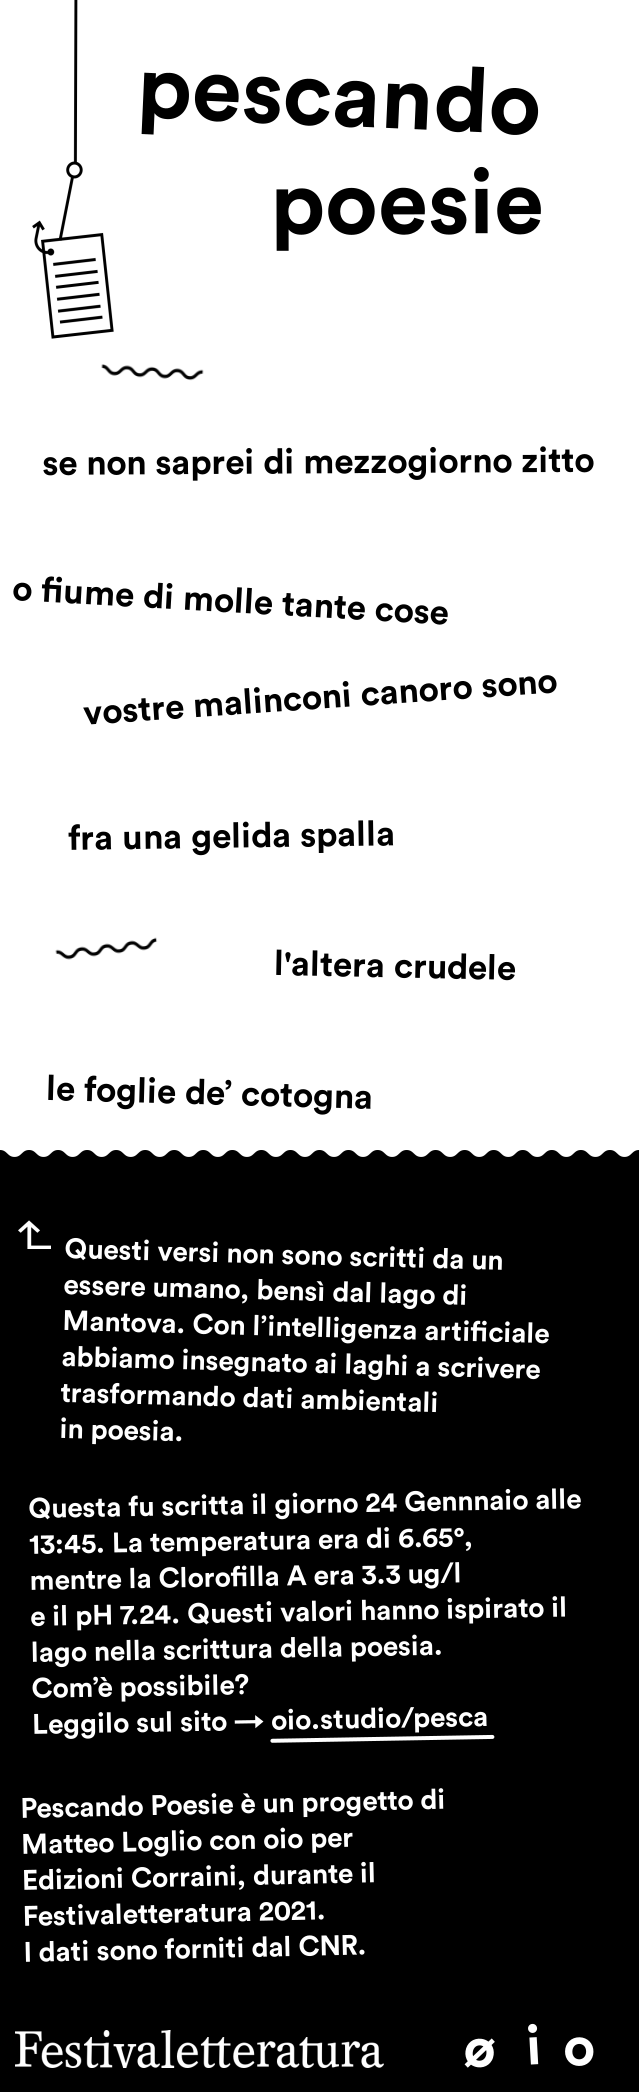 pescando
poesie
se non saprei di mezzogiorno zitto
o fiume di molle tante cose
vostre malinconi canoro sono
fra una gelida spalla
l'altera crudele
le foglie de’ cotogna
Questi versi non sono scritti da un
essere umano, bensì dal lago di
Mantova. Con l’intelligenza artificiale
abbiamo insegnato ai laghi a scrivere
trasformando dati ambientali
in poesia.
Questa fu scritta il giorno 24 Gennnaio alle
13:45. La temperatura era di 6.65°,
mentre la Clorofilla A era 3.3 ug/l
e il pH 7.24. Questi valori hanno ispirato il
lago nella scrittura della poesia.
Com’è possibile?
Leggilo sul sito → oio.studio/pesca
Pescando Poesie è un progetto di
Matteo Loglio con oio per
Edizioni Corraini, durante il
Festivaletteratura 2021.
I dati sono forniti dal CNR.
Festivaletteratura ø i o